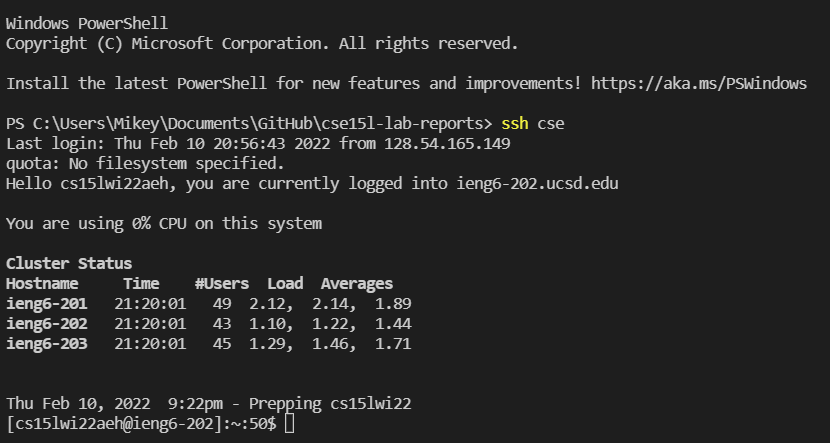 Windows PowerShell
Copyright (C) Microsoft Corporation. All rights reserved.
Install the latest PowerShell for new features and improvements! https://aka.ms/PSWindows
PS C:\Users\Mikey\Documents\GitHub\cse15l-lab-reports> ssh cse
Last login: Thu Feb 10 20:56:43 2022 from 128.54.165.149
quota: No filesystem specified.
Hello cs15lwi22aeh, you are currently logged into ieng6-202.ucsd.edu
You are using 0% CPU on this system
Cluster Status
Hostname     Time    #Users  Load  Averages
ieng6-201   21:20:01   49  2.12,  2.14,  1.89
ieng6-202   21:20:01   43  1.10,  1.22,  1.44
ieng6-203   21:20:01   45  1.29,  1.46,  1.71
Thu Feb 10, 2022  9:22pm - Prepping cs15lwi22
[cs15lwi22aeh@ieng6-202]:~:50$